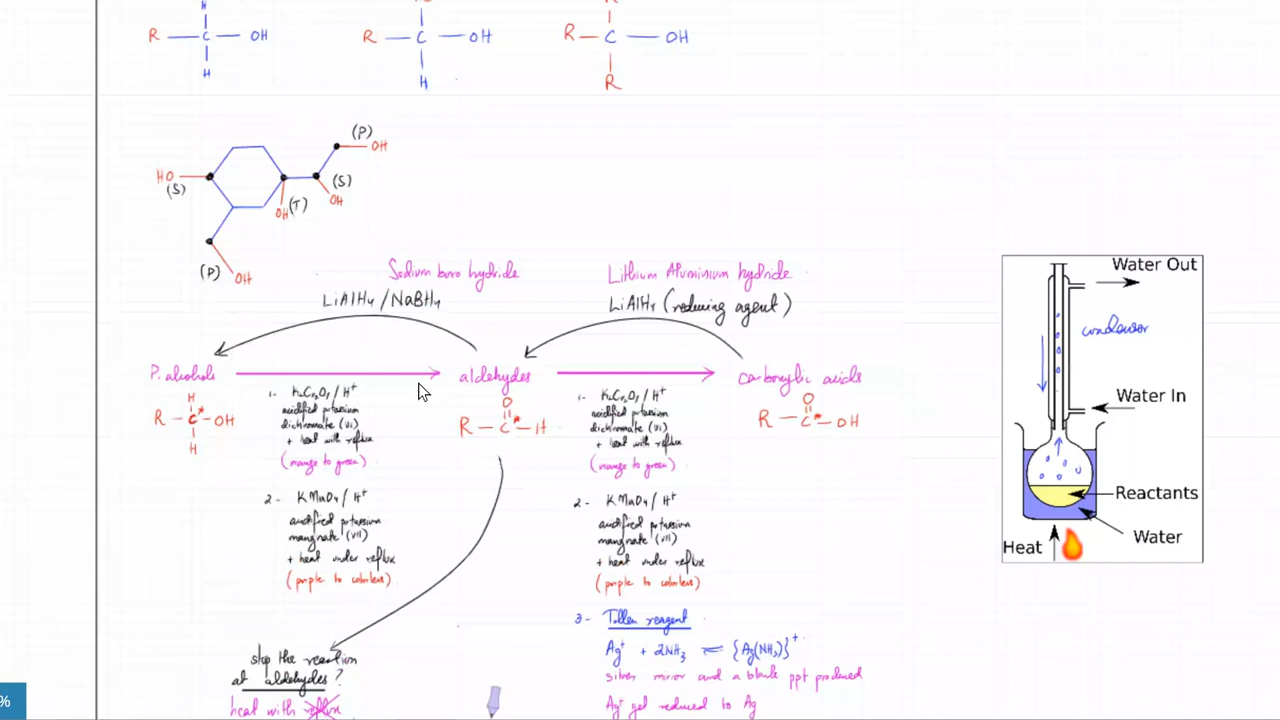 H
R — C — OH
H
R — C — OH
H
R
R — C — OH
R
(P)
OH
HO
(S)
(S)
OH
OH (T)
(P)
OH
Sodium boro hydride
LiAlH4 / NaBH4
Lithium Aluminium hydride
LiAlH4 (reducing agent)
P. alcohols
aldehydes
carboxylic acids
H
R — C* — OH
H
O
R — C* — H
O
R — C* — OH
1- K2Cr2O7 / H+
acidified potassium
dichromate (VI)
+ heat with reflux
(orange to green)
2- KMnO4 / H+
acidified potassium
mangnate (VII)
+ heat under reflux
(purple to colorless)
1- K2Cr2O7 / H+
acidified potassium
dichromate (VI)
+ heat with reflux
(orange to green)
2- KMnO4 / H+
acidified potassium
mangnate (VII)
+ heat under reflux
(purple to colorless)
3- Tollen reagent
Ag+ + 2NH3 ⇌ {Ag(NH3)}+
silver mirror and a blank ppt produced
Ag+ get reduced to Ag
stop the reaction
at aldehydes?
heat with reflux
Water Out
condensor
Water In
Reactants
Water
Heat
%